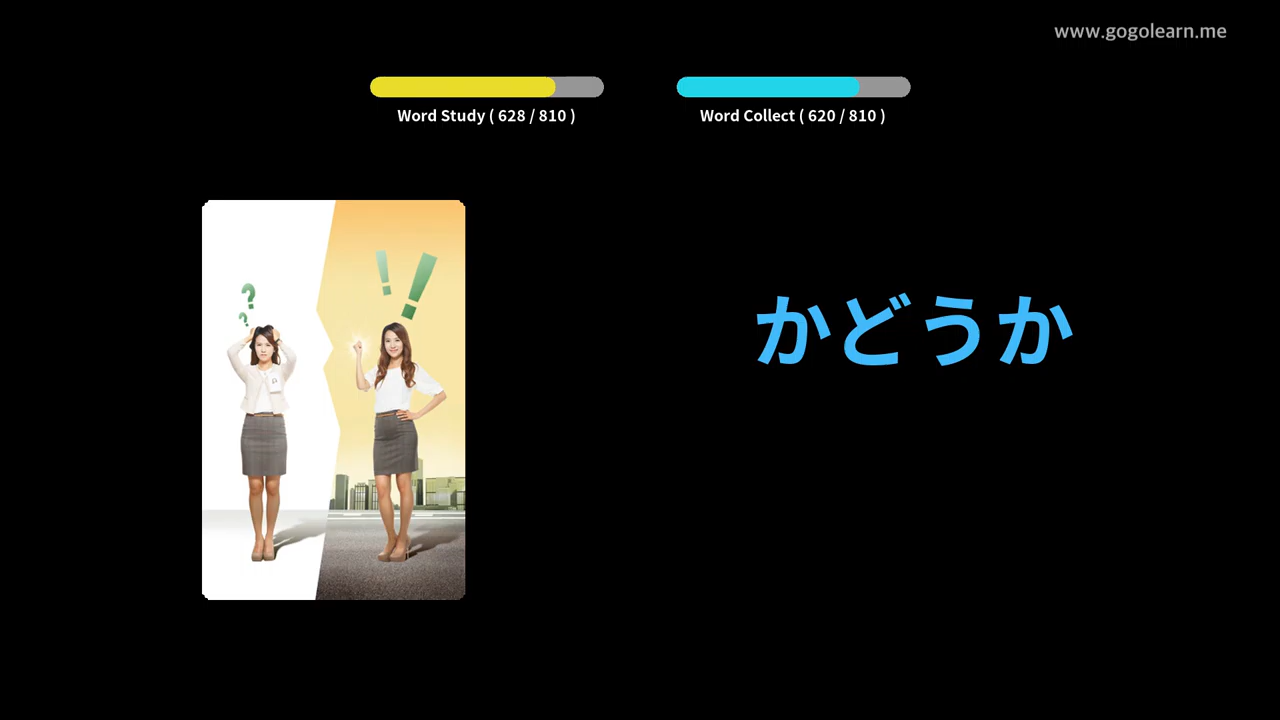 www.gogolearn.me
Word Study ( 628 / 810 )
Word Collect ( 620 / 810 )
? ?
! !
かどうか